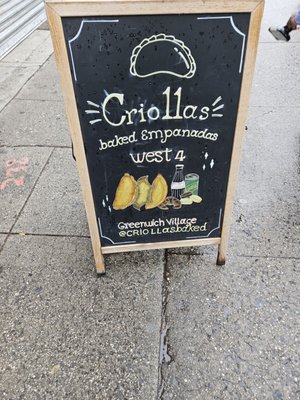 Criollas
baked Empanadas
West 4
Greenwich Village
@CRIOllasbaked